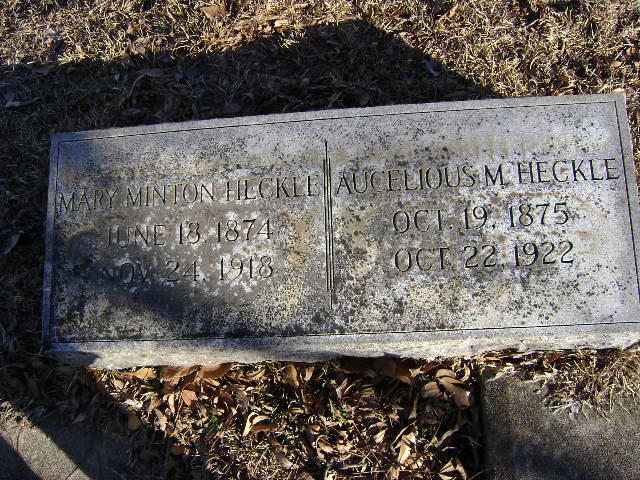 MARY MINTON HECKLE
JUNE 18, 1874
NOV. 24, 1918
AUCELIOUS M. HECKLE
OCT. 19, 1875
OCT. 22, 1922